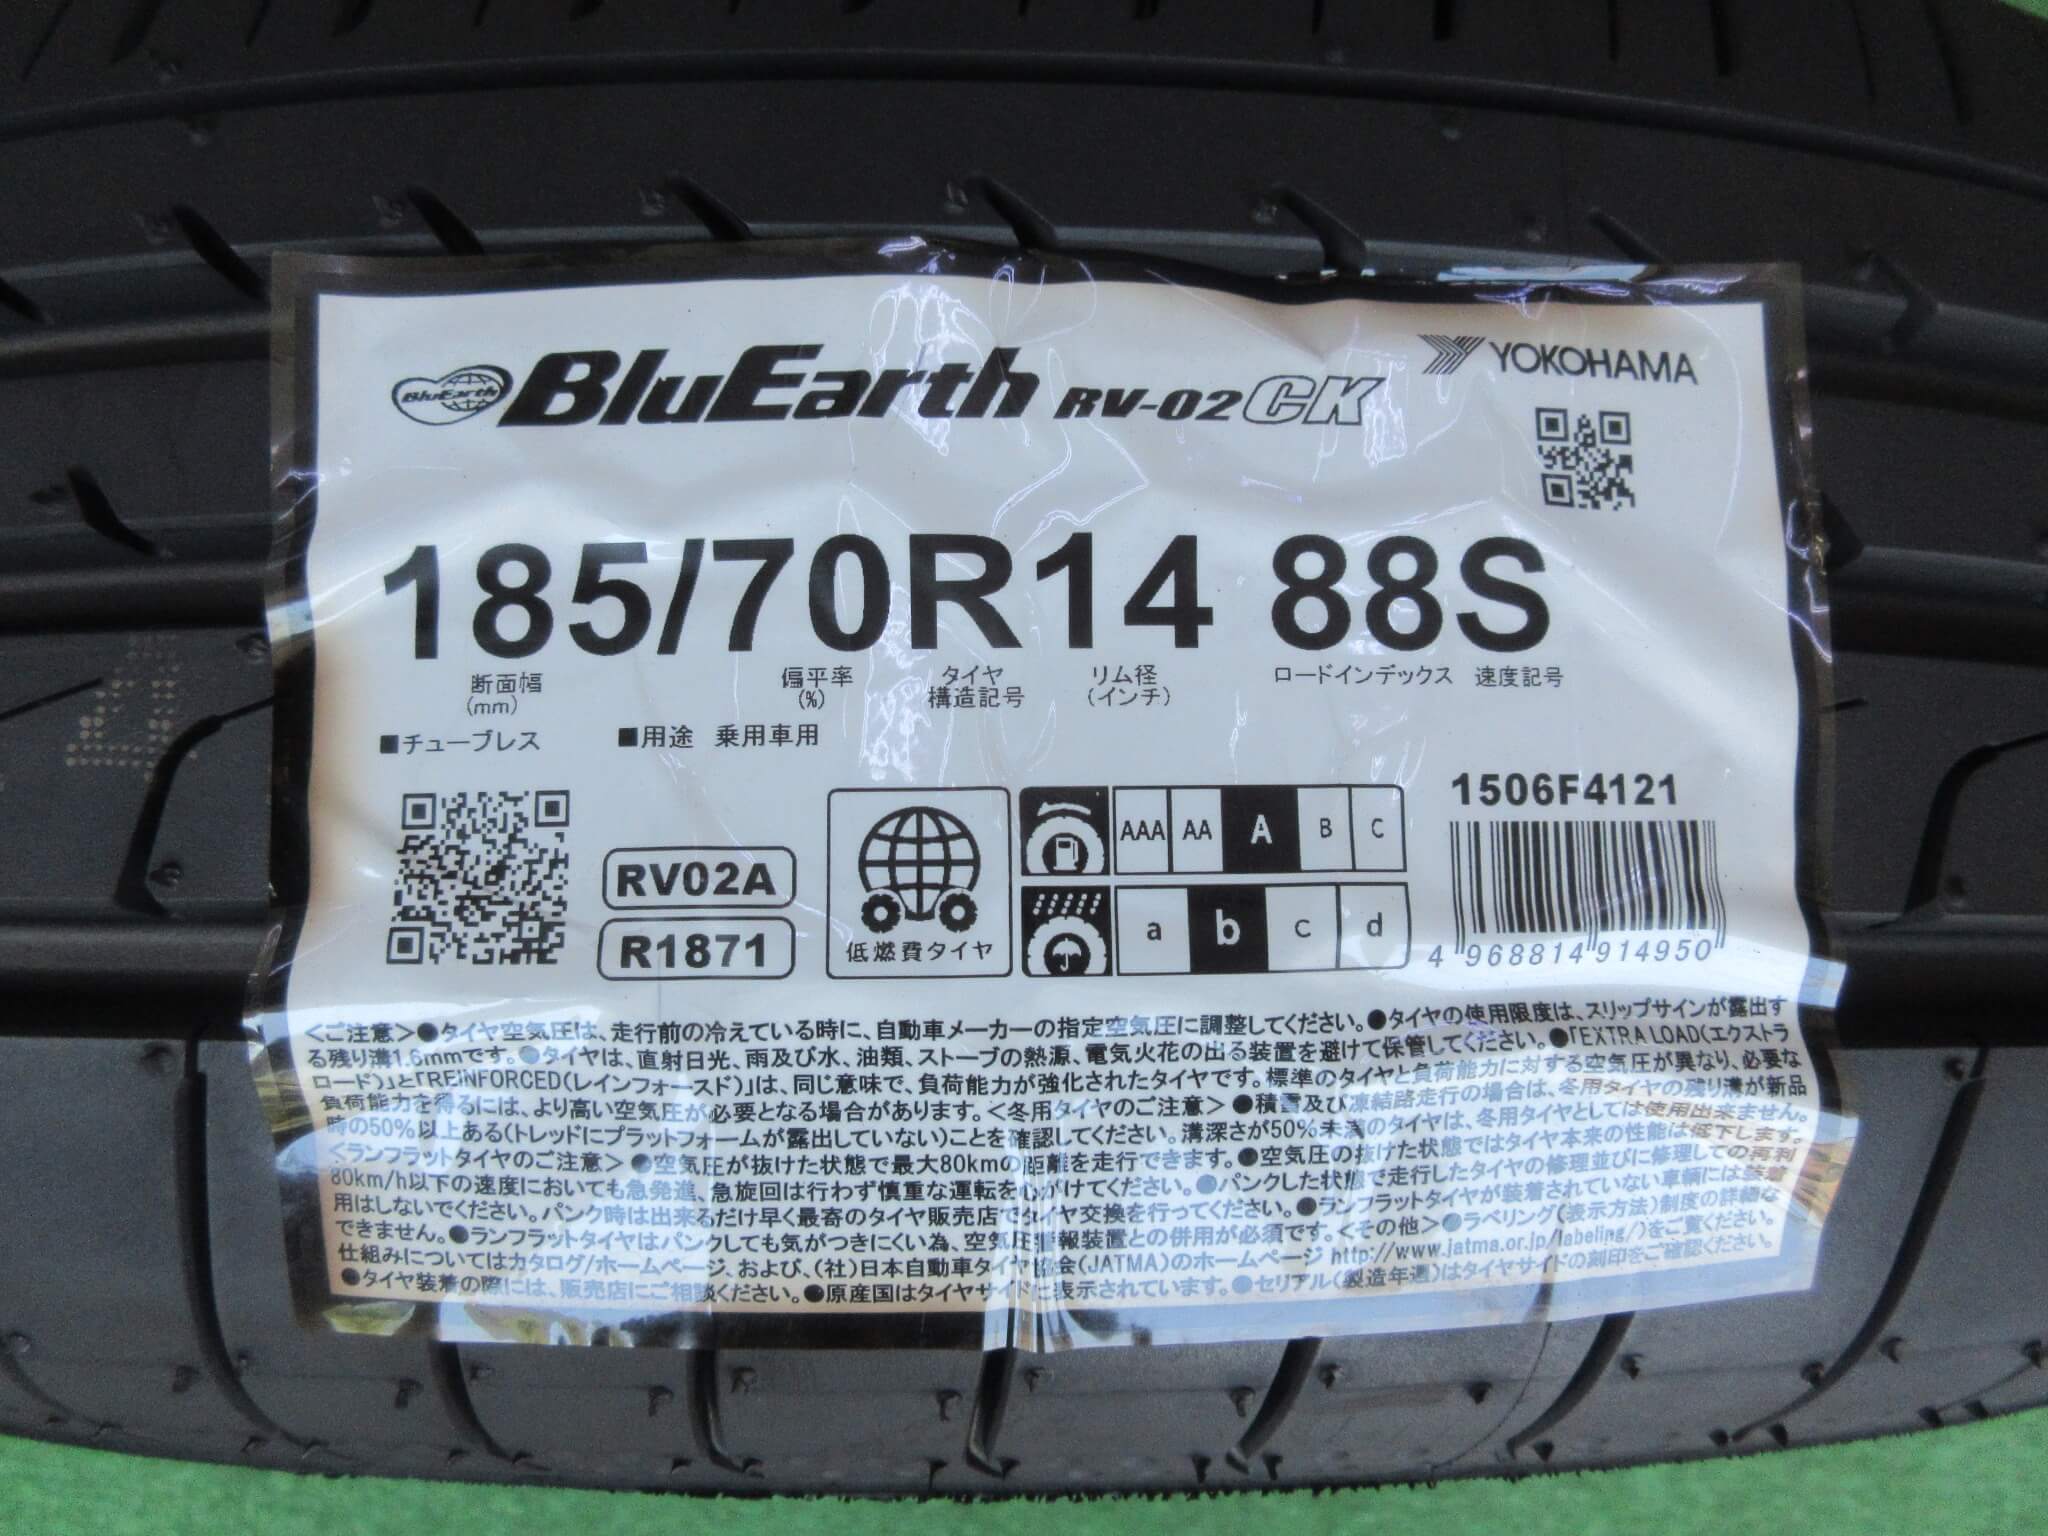 BluEarth BluEarth RV-02CK
YOKOHAMA
185/70R14 88S
断面幅 (mm)
偏平率 (%)
タイヤ 構造記号
リム径 (インチ)
ロードインデックス
速度記号
■チューブレス ■用途 乗用車用
RV02A
R1871
低燃費タイヤ
AAA AA A B C
a b c d
1506F4121
4 968814 914950
<ご注意>●タイヤ空気圧は、走行前の冷えている時に、自動車メーカーの指定空気圧に調整してください。●タイヤの使用限度は、スリップサインが露出す
る残り溝1.6mmです。●タイヤは、直射日光、雨及び水、油類、ストーブの熱源、電気火花の出る装置を避けて保管してください。●「EXTRA LOAD(エクストラ
ロード)」と「REINFORCED(レインフォースド)」は、同じ意味で、負荷能力が強化されたタイヤです。標準のタイヤと負荷能力に対する空気圧が異なり、必要な
負荷能力を得るには、より高い空気圧が必要となる場合があります。<冬用タイヤのご注意>●積雪及び凍結路走行の場合は、冬用タイヤの残り溝が新品
時の50%以上ある(トレッドにプラットフォームが露出していない)ことを確認してください。溝深さが50%未満のタイヤは、冬用タイヤとしては使用出来ません。
<ランフラットタイヤのご注意>●空気圧が抜けた状態で最大80kmの距離を走行できます。●空気圧の抜けた状態ではタイヤ本来の性能は低下します。
80km/h以下の速度においても急発進、急旋回は行わず慎重な運転を心がけてください。●パンクした状態で走行したタイヤの修理並びに修理しての再利
用はしないでください。パンク時は出来るだけ早く最寄のタイヤ販売店でタイヤ交換を行ってください。●ランフラットタイヤが装着されていない車輌には装着
できません。●ランフラットタイヤはパンクしても気がつきにくい為、空気圧警報装置との併用が必須です。<その他>●ラベリング(表示方法)制度の詳細な
仕組みについてはカタログ/ホームページ、および、(社)日本自動車タイヤ協会(JATMA)のホームページ http://www.jatma.or.jp/labeling/)をご覧ください。
●タイヤ装着の際には、販売店にご相談ください。●原産国はタイヤサイドに表示されています。●セリアル(製造年週)はタイヤサイドの刻印をご確認ください。
4